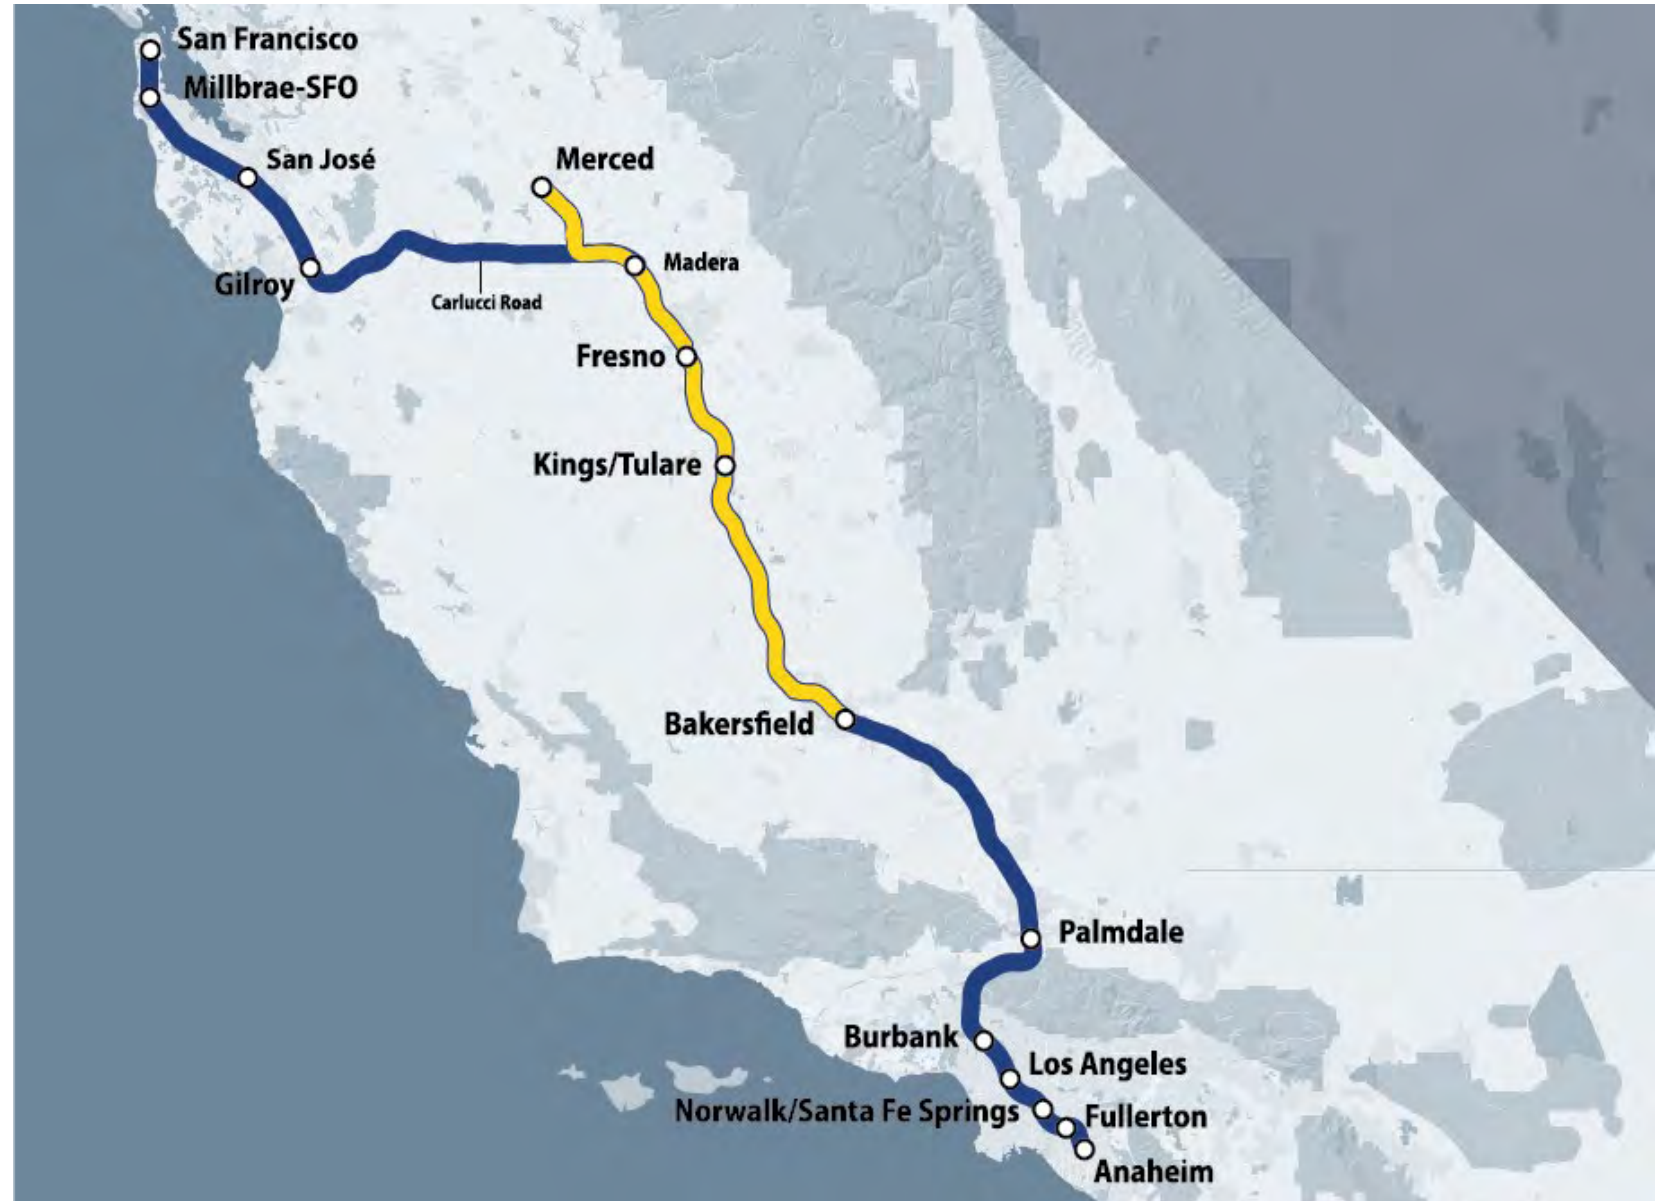 San Francisco
Millbrae-SFO
San José
Merced
Gilroy
Madera
Carlucci Road
Fresno
Kings/Tulare
Bakersfield
Palmdale
Burbank
Los Angeles
Norwalk/Santa Fe Springs
Fullerton
Anaheim